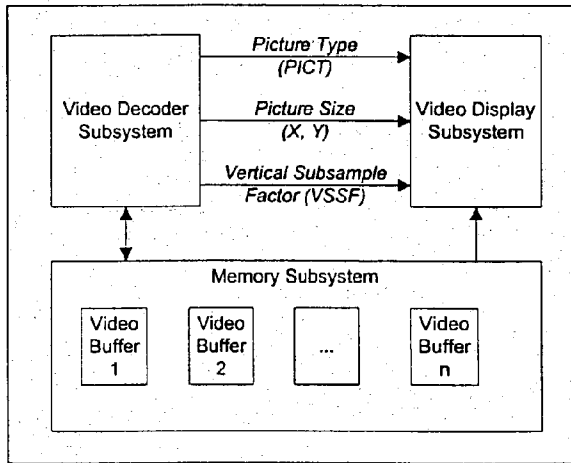 Picture Type
(PICT)
Video Decoder
Subsystem
Picture Size
(X, Y)
Video Display
Subsystem
Vertical Subsample
Factor (VSSF)
Memory Subsystem
Video
Buffer
1
Video
Buffer
2
...
Video
Buffer
n